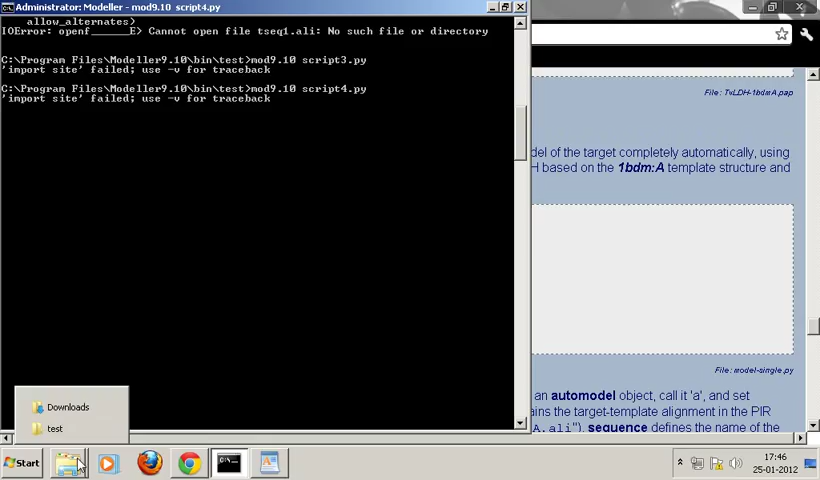 Administrator: Modeller - mod9.10  script4.py
allow_alternates)
IOError: openf______E> Cannot open file tseq1.ali: No such file or directory
C:\Program Files\Modeller9.10\bin\test>mod9.10 script3.py
'import site' failed; use -v for traceback
C:\Program Files\Modeller9.10\bin\test>mod9.10 script4.py
'import site' failed; use -v for traceback
File: TvLDH-1bdmA.pap
del of the target completely automatically, using
H based on the 1bdm:A template structure and
File: model-single.py
an automodel object, call it 'a', and set
ains the target-template alignment in the PIR
A.ali"). sequence defines the name of the
Downloads
test
Start
17:46
25-01-2012